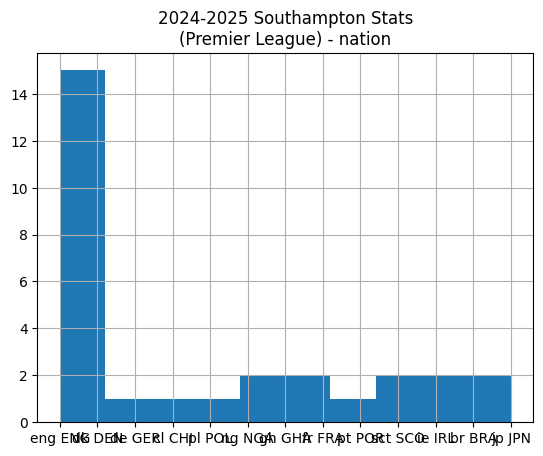 2024-2025 Southampton Stats
(Premier League) - nation
14
12
10
8
6
4
2
0
eng ENG dk DEN de GER cl CHI pl POL ng NGA gh GHA fr FRA pt POR sct SCO ie IRL br BRA jp JPN